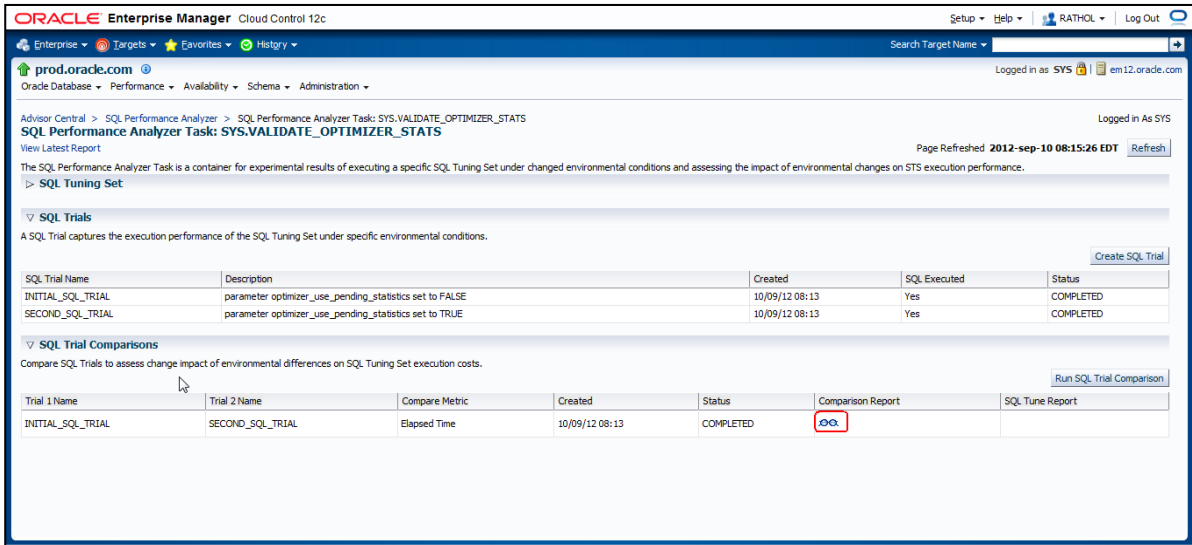 ORACLE Enterprise Manager Cloud Control 12c
Setup Help RATHOL Log Out
Enterprise Targets Favorites History Search Target Name
prod.oracle.com
Logged in as SYS em12.oracle.com
Oracle Database Performance Availability Schema Administration
Advisor Central > SQL Performance Analyzer > SQL Performance Analyzer Task: SYS.VALIDATE_OPTIMIZER_STATS
Logged in As SYS
SQL Performance Analyzer Task: SYS.VALIDATE_OPTIMIZER_STATS
View Latest Report
Page Refreshed 2012-sep-10 08:15:26 EDT Refresh
The SQL Performance Analyzer Task is a container for experimental results of executing a specific SQL Tuning Set under changed environmental conditions and assessing the impact of environmental changes on STS execution performance.
SQL Tuning Set
SQL Trials
A SQL Trial captures the execution performance of the SQL Tuning Set under specific environmental conditions.
Create SQL Trial
SQL Trial Name Description Created SQL Executed Status
INITIAL_SQL_TRIAL parameter optimizer_use_pending_statistics set to FALSE 10/09/12 08:13 Yes COMPLETED
SECOND_SQL_TRIAL parameter optimizer_use_pending_statistics set to TRUE 10/09/12 08:13 Yes COMPLETED
SQL Trial Comparisons
Compare SQL Trials to assess change impact of environmental differences on SQL Tuning Set execution costs.
Run SQL Trial Comparison
Trial 1 Name Trial 2 Name Compare Metric Created Status Comparison Report SQL Tune Report
INITIAL_SQL_TRIAL SECOND_SQL_TRIAL Elapsed Time 10/09/12 08:13 COMPLETED